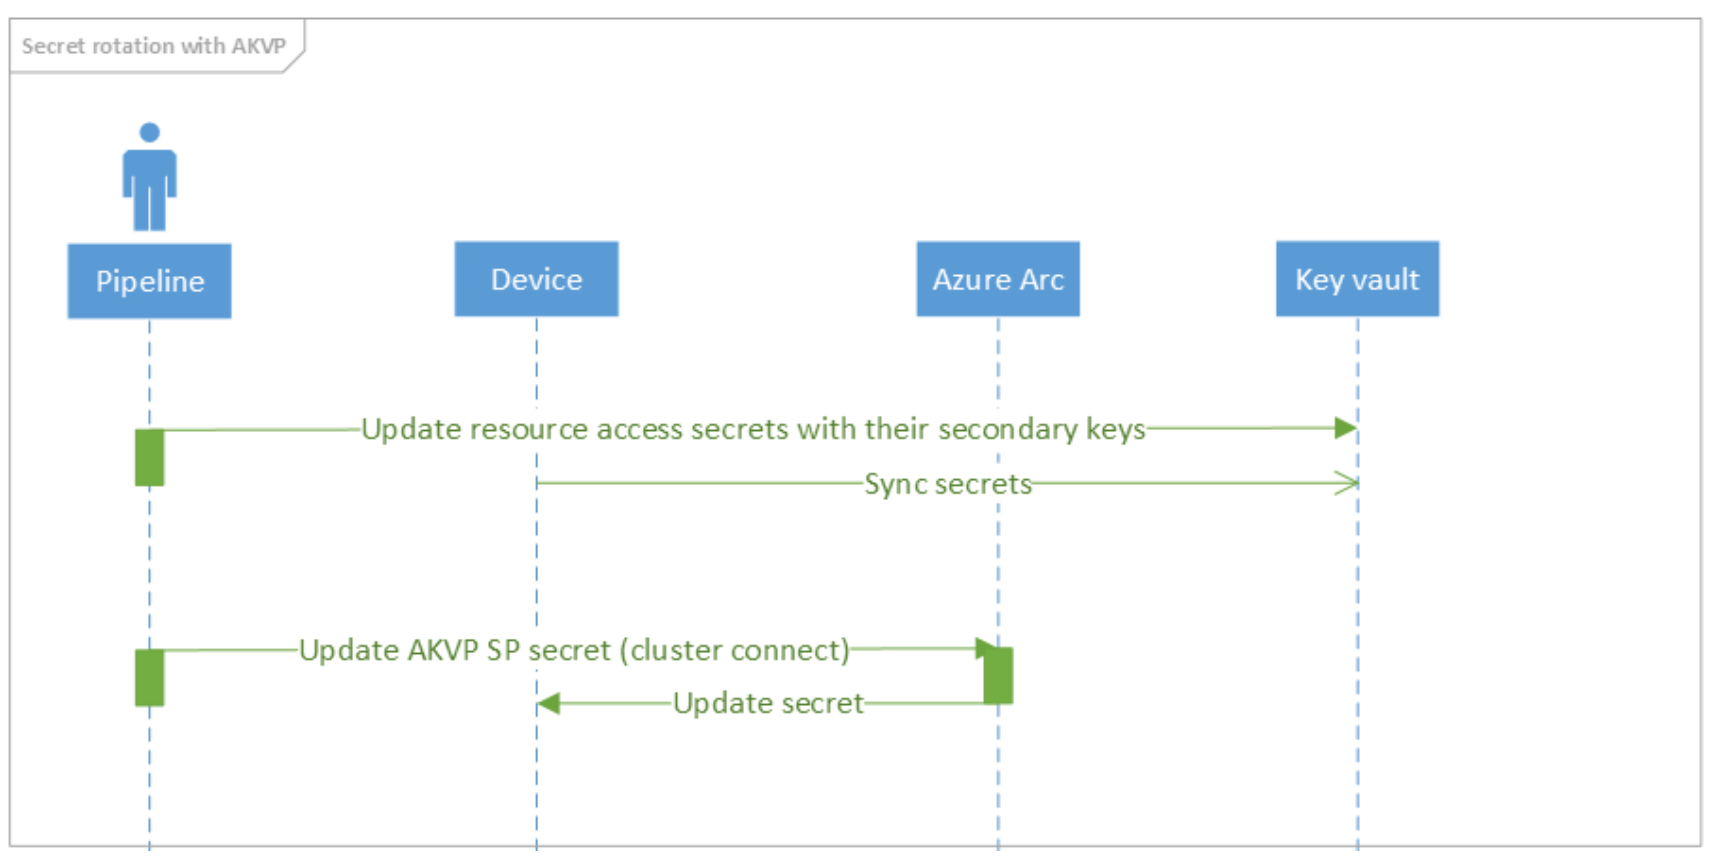 Secret rotation with AKVP
Pipeline
Device
Azure Arc
Key vault
Update resource access secrets with their secondary keys
Sync secrets
Update AKVP SP secret (cluster connect)
Update secret